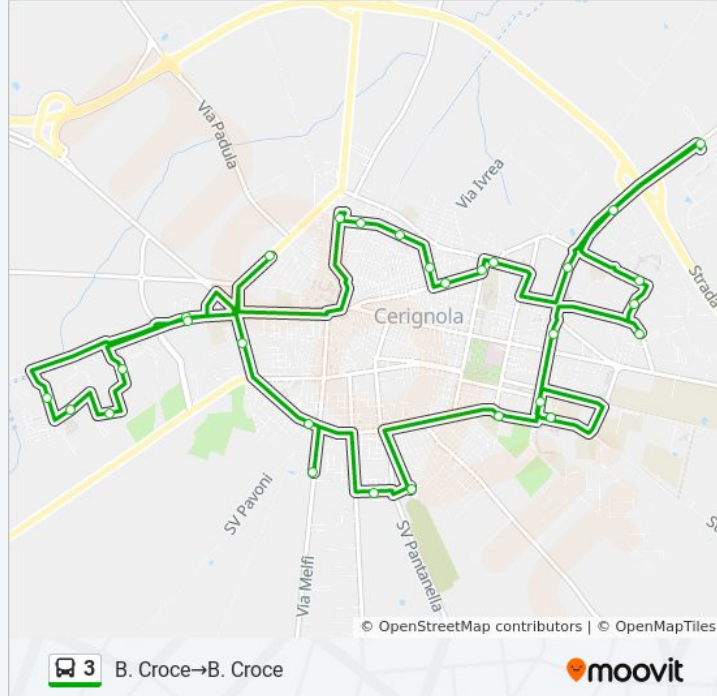 Via Padula
Via Ivrea
Strada
Cerignola
SV Pavoni
Via Melfi
SV Pantanella
© OpenStreetMap contributors | © OpenMapTiles
3 B. Croce→B. Croce
moovit